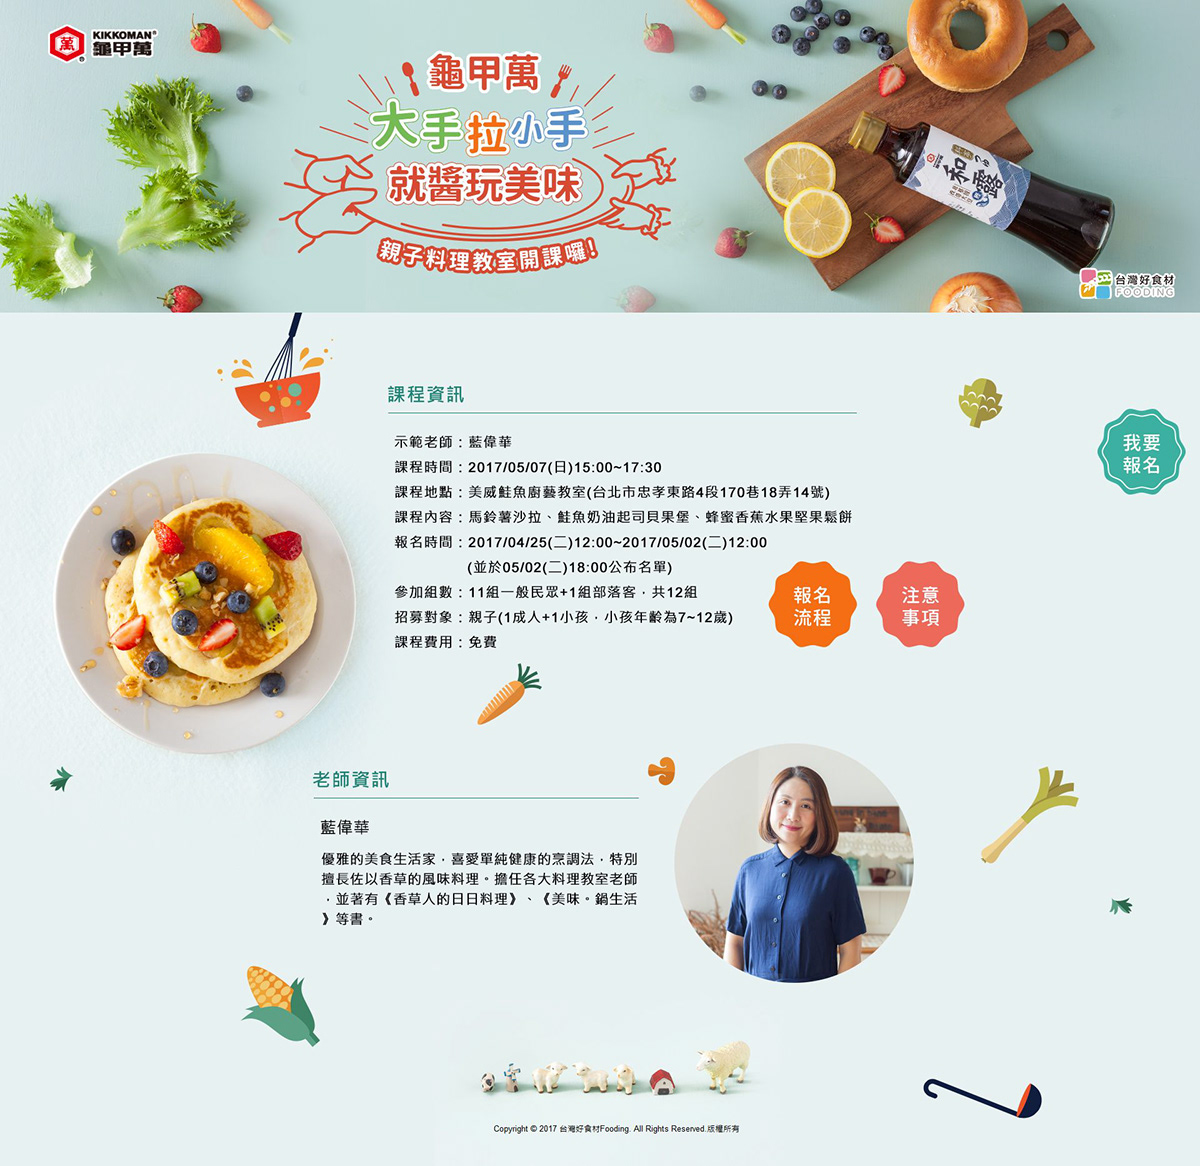 KIKKOMAN®
萬 龜甲萬
龜甲萬
大手拉小手
就醬玩美味
親子料理教室開課囉!
和露
台灣好食材
FOODING
課程資訊
示範老師：藍偉華
課程時間：2017/05/07(日)15:00~17:30
課程地點：美威鮭魚廚藝教室(台北市忠孝東路4段170巷18弄14號)
課程內容：馬鈴薯沙拉、鮭魚奶油起司貝果堡、蜂蜜香蕉水果堅果鬆餅
報名時間：2017/04/25(二)12:00~2017/05/02(二)12:00
(並於05/02(二)18:00公布名單)
參加組數：11組一般民眾+1組部落客，共12組
招募對象：親子(1成人+1小孩，小孩年齡為7~12歲)
課程費用：免費
我要
報名
報名
流程
注意
事項
老師資訊
藍偉華
優雅的美食生活家，喜愛單純健康的烹調法，特別
擅長佐以香草的風味料理。擔任各大料理教室老師
，並著有《香草人的日日料理》、《美味。鍋生活
》等書。
Copyright © 2017 台灣好食材Fooding. All Rights Reserved.版權所有